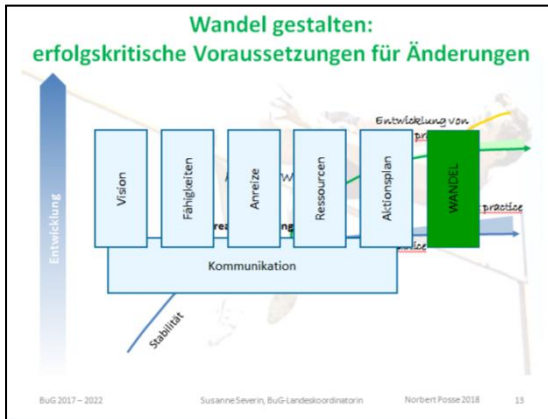 Wandel gestalten:
erfolgskritische Voraussetzungen für Änderungen
Entwicklung
Entwicklung von
Vision
Fähigkeiten
Anreize
Ressourcen
Aktionsplan
WANDEL
practice
Kommunikation
Stabilität
BuG 2017 – 2022
Susanne Severin, BuG-Landeskoordinatorin
Norbert Posse 2018
13